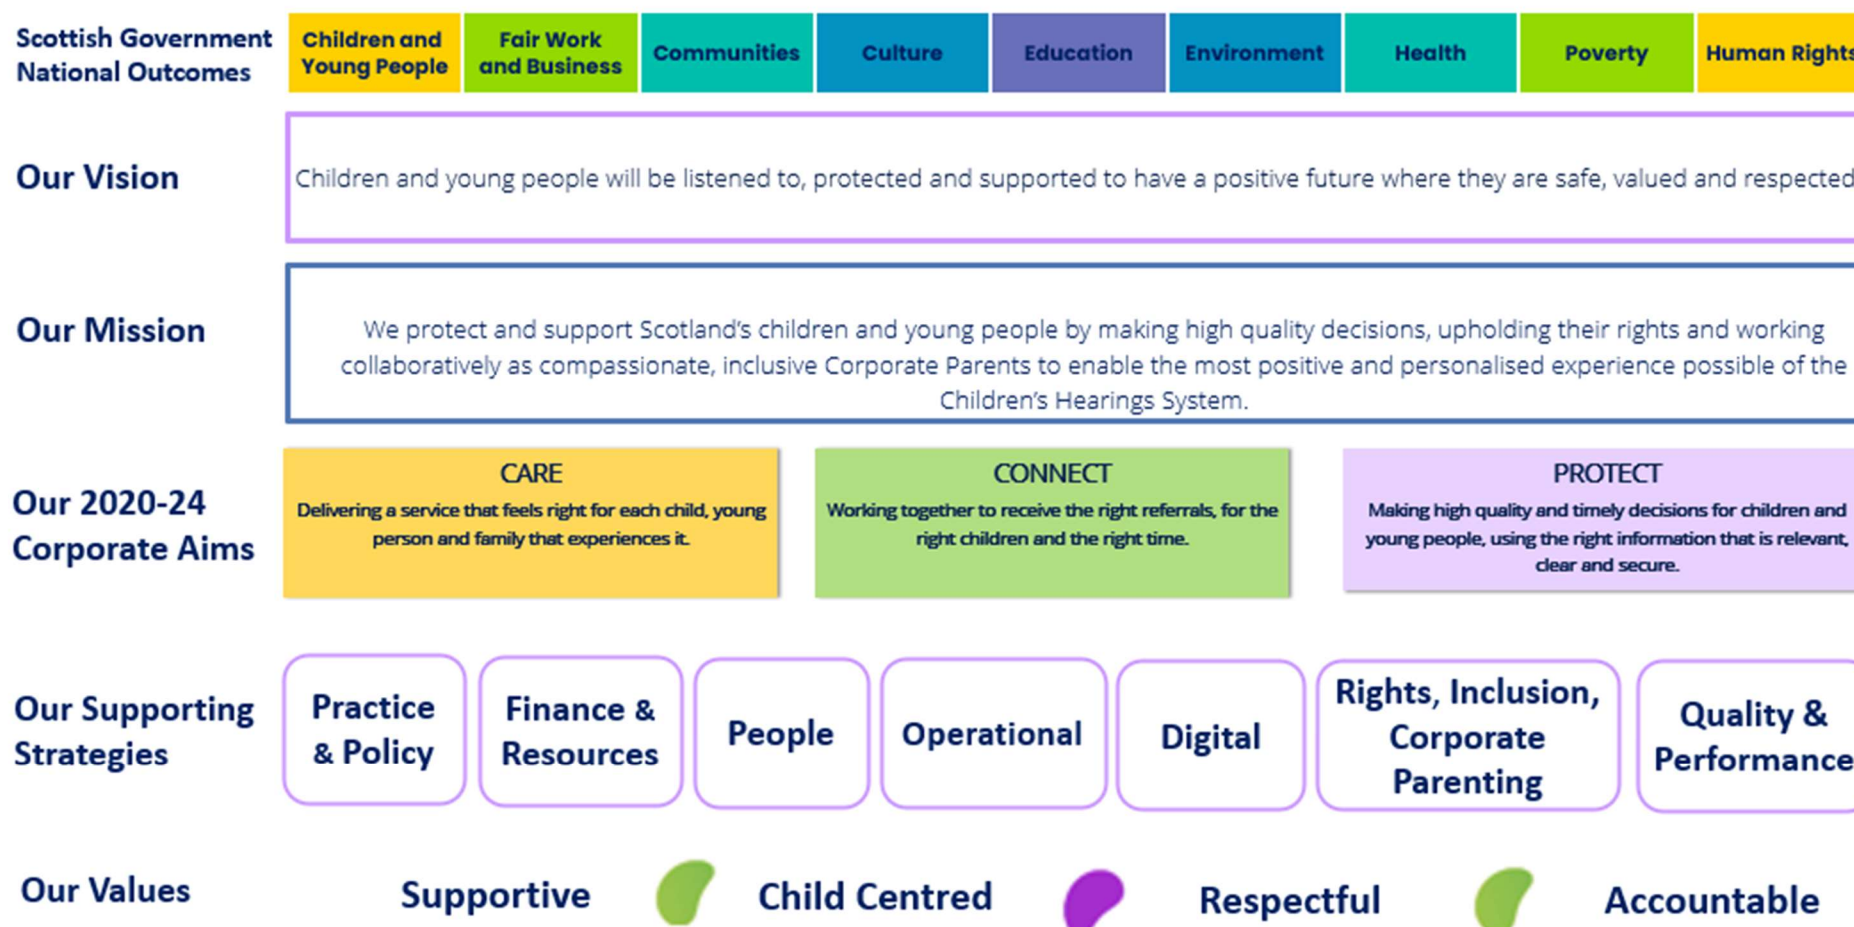 Scottish Government
National Outcomes
Children and
Young People
Fair Work
and Business
Communities
Culture
Education
Environment
Health
Poverty
Human Rights
Our Vision
Children and young people will be listened to, protected and supported to have a positive future where they are safe, valued and respected
Our Mission
We protect and support Scotland's children and young people by making high quality decisions, upholding their rights and working
collaboratively as compassionate, inclusive Corporate Parents to enable the most positive and personalised experience possible of the
Children's Hearings System.
Our 2020-24
Corporate Aims
CARE
Delivering a service that feels right for each child, young
person and family that experiences it.
CONNECT
Working together to receive the right referrals, for the
right children and the right time.
PROTECT
Making high quality and timely decisions for children and
young people, using the right information that is relevant,
clear and secure.
Our Supporting
Strategies
Practice
& Policy
Finance &
Resources
People
Operational
Digital
Rights, Inclusion,
Corporate
Parenting
Quality &
Performance
Our Values
Supportive
Child Centred
Respectful
Accountable